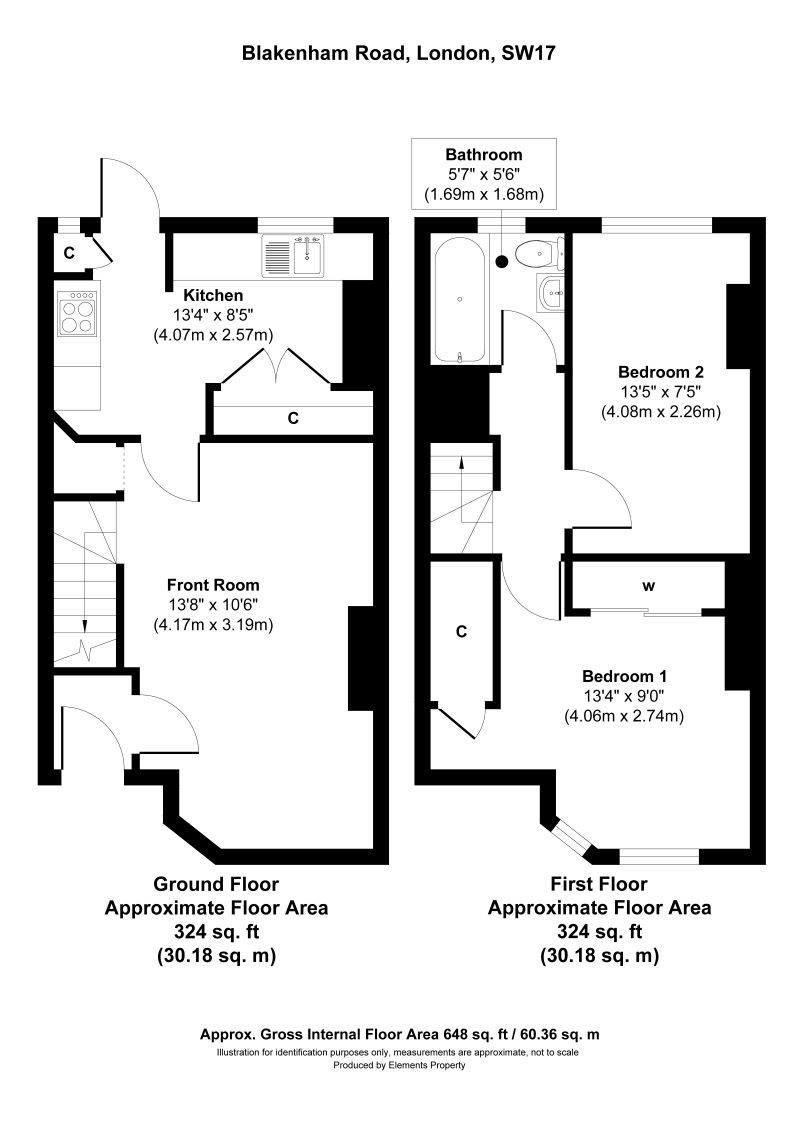 Blakenham Road, London, SW17
Bathroom
5'7" x 5'6"
(1.69m x 1.68m)
C
Kitchen
13'4" x 8'5"
(4.07m x 2.57m)
C
Front Room
13'8" x 10'6"
(4.17m x 3.19m)
Bedroom 2
13'5" x 7'5"
(4.08m x 2.26m)
w
C
Bedroom 1
13'4" x 9'0"
(4.06m x 2.74m)
Ground Floor
Approximate Floor Area
324 sq. ft
(30.18 sq. m)
First Floor
Approximate Floor Area
324 sq. ft
(30.18 sq. m)
Approx. Gross Internal Floor Area 648 sq. ft / 60.36 sq. m
Illustration for identification purposes only, measurements are approximate, not to scale
Produced by Elements Property